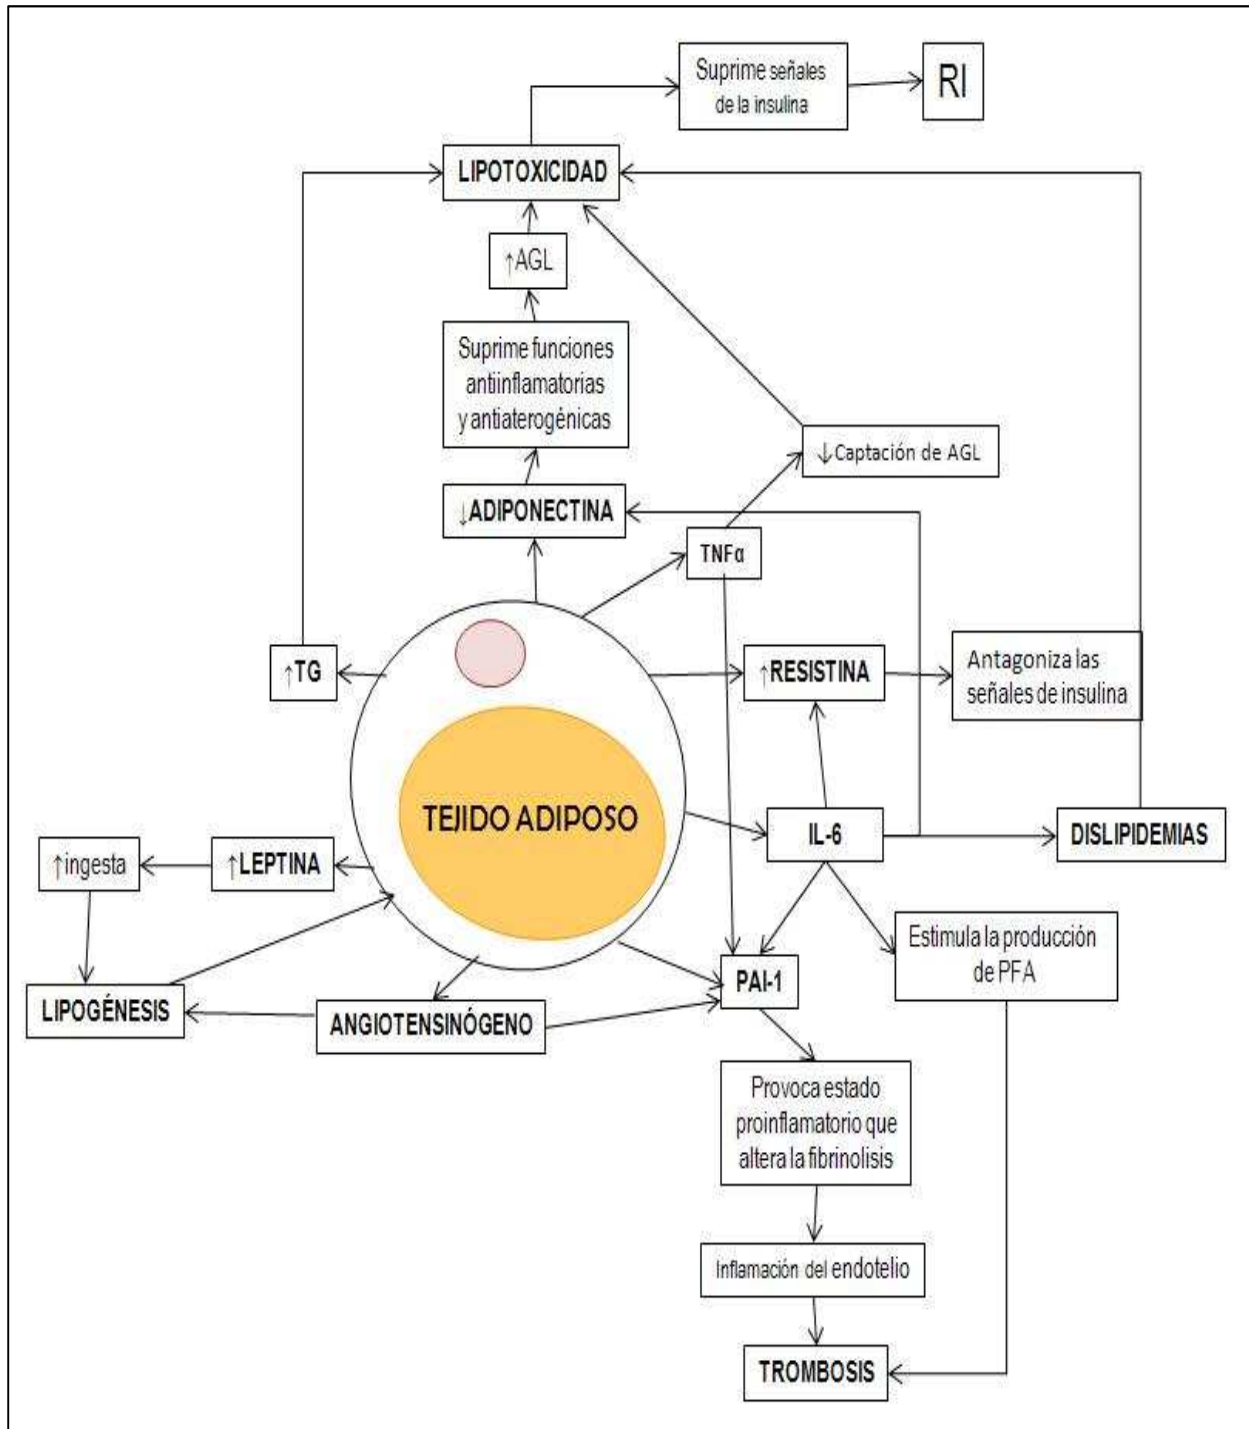 Suprime señales
de la insulina
RI
LIPOTOXICIDAD
↑AGL
Suprime funciones
antiinflamatorias
y antiaterogénicas
↓Captación de AGL
↓ADIPONECTINA
TNFα
↑TG
↑RESISTINA
Antagoniza las
señales de insulina
TEJIDO ADIPOSO
IL-6
DISLIPIDEMIAS
↑ingesta
↑LEPTINA
Estimula la producción
de PFA
PAI-1
LIPOGÉNESIS
ANGIOTENSINÓGENO
Provoca estado
proinflamatorio que
altera la fibrinolisis
Inflamación del endotelio
TROMBOSIS